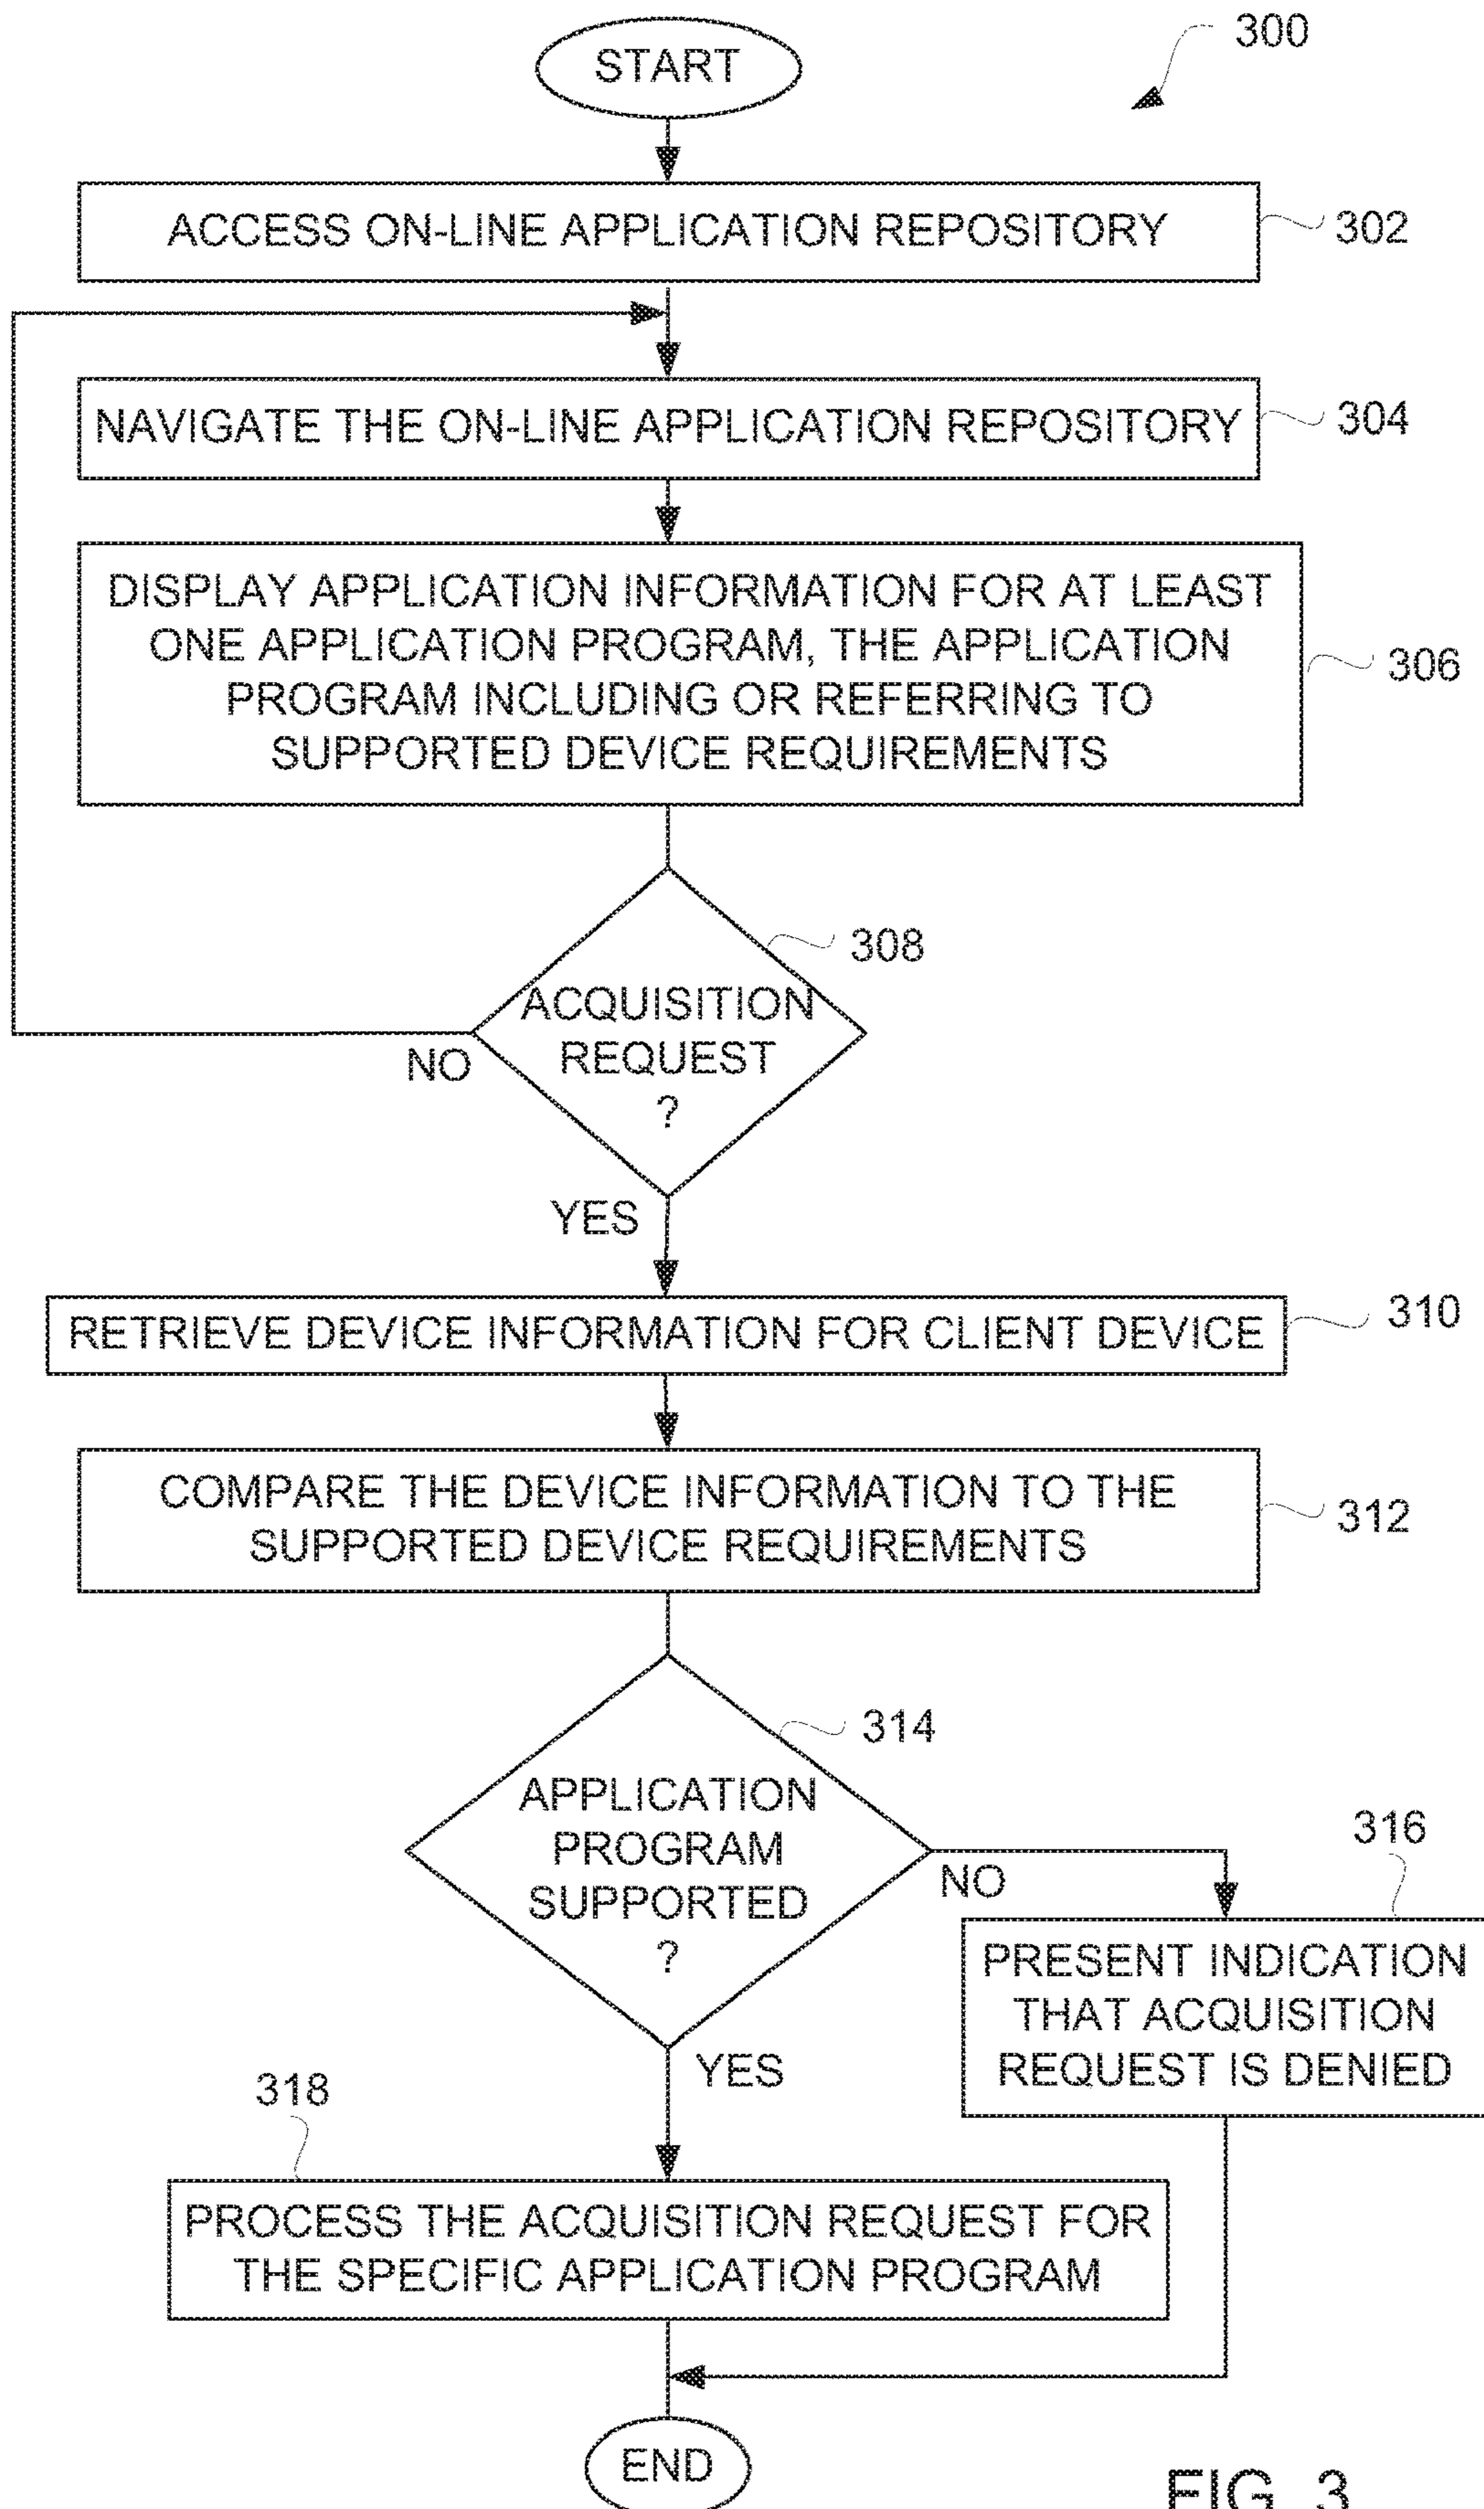 START
300
ACCESS ON-LINE APPLICATION REPOSITORY
302
NAVIGATE THE ON-LINE APPLICATION REPOSITORY
304
DISPLAY APPLICATION INFORMATION FOR AT LEAST
ONE APPLICATION PROGRAM, THE APPLICATION
PROGRAM INCLUDING OR REFERRING TO
SUPPORTED DEVICE REQUIREMENTS
306
308
ACQUISITION
REQUEST
?
NO
YES
RETRIEVE DEVICE INFORMATION FOR CLIENT DEVICE
310
COMPARE THE DEVICE INFORMATION TO THE
SUPPORTED DEVICE REQUIREMENTS
312
314
APPLICATION
PROGRAM
SUPPORTED
?
NO
316
PRESENT INDICATION
THAT ACQUISITION
REQUEST IS DENIED
YES
318
PROCESS THE ACQUISITION REQUEST FOR
THE SPECIFIC APPLICATION PROGRAM
END
FIG. 3